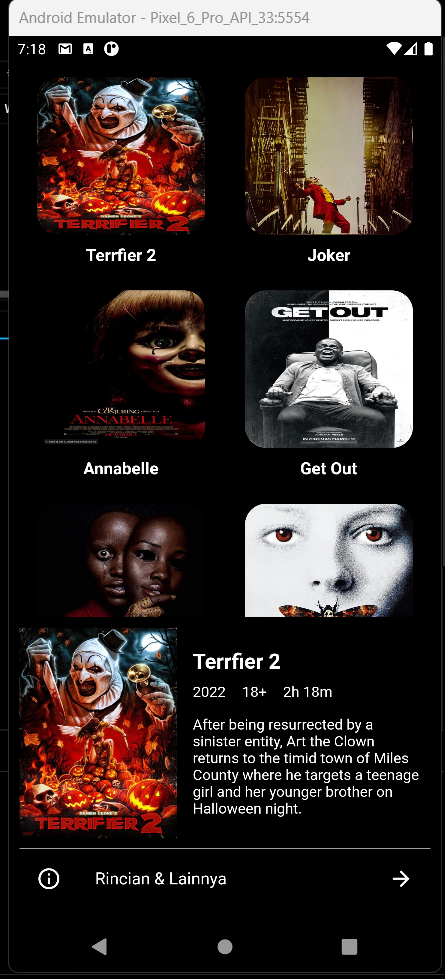 Android Emulator - Pixel_6_Pro_API_33:5554
7:18
TERRIFIER 2
Terrfier 2
Joker
ANNABELLE
Annabelle
GET OUT
Get Out
DAMIEN LEONE'S
TERRIFIER 2
Terrfier 2
2022 18+ 2h 18m
After being resurrected by a
sinister entity, Art the Clown
returns to the timid town of Miles
County where he targets a teenage
girl and her younger brother on
Halloween night.
Rincian & Lainnya